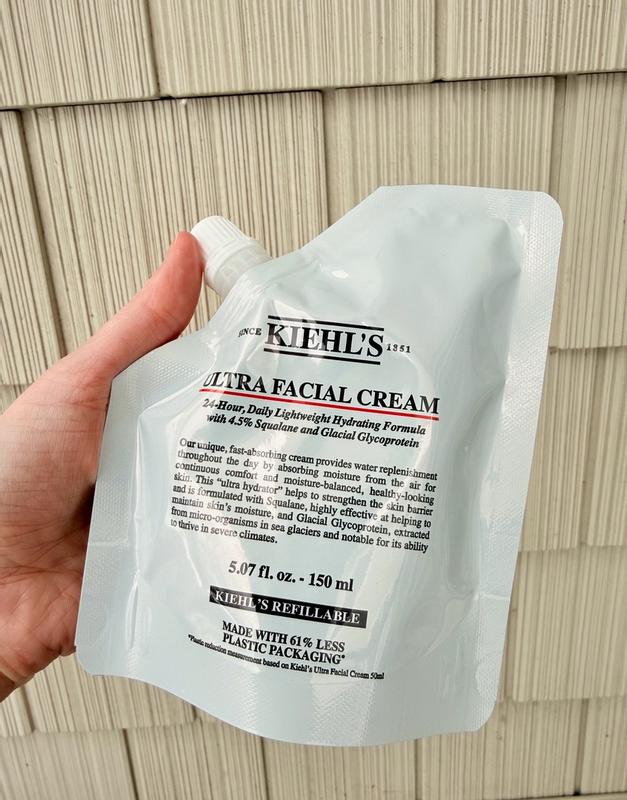 SINCE KIEHL'S 1851
ULTRA FACIAL CREAM
24-Hour, Daily Lightweight Hydrating Formula
with 4.5% Squalane and Glacial Glycoprotein
Our unique, fast-absorbing cream provides water replenishment
throughout the day by absorbing moisture from the air for
continuous comfort and moisture-balanced, healthy-looking
skin. This "ultra hydrator" helps to strengthen the skin barrier
and is formulated with Squalane, highly effective at helping to
maintain skin's moisture, and Glacial Glycoprotein, extracted
from micro-organisms in sea glaciers and notable for its ability
to thrive in severe climates.
5.07 fl. oz. - 150 ml
KIEHL'S REFILLABLE
MADE WITH 61% LESS
PLASTIC PACKAGING*
*Plastic reduction measurement based on Kiehl's Ultra Facial Cream 50ml